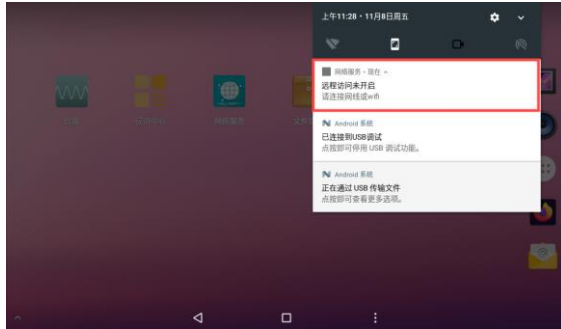 上午11:28 • 11月8日周五
网络服务 • 现在
远程访问未开启
请连接网线或wifi
Android 系统
已连接到USB调试
点按即可停用 USB 调试功能。
Android 系统
正在通过 USB 传输文件
点按即可查看更多选项。
网络服务